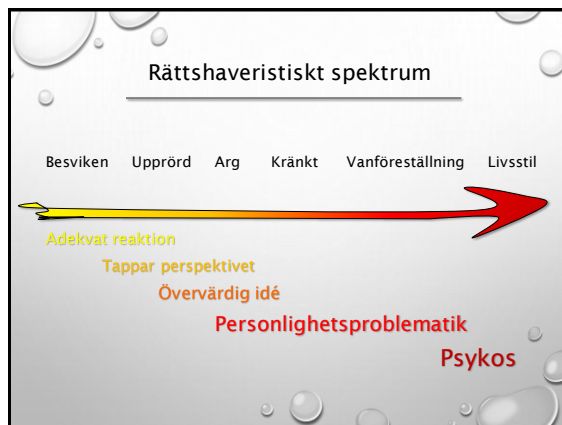 Rättshaveristiskt spektrum
Besviken Upprörd Arg Kränkt Vanföreställning Livsstil
Adekvat reaktion
Tappar perspektivet
Övervärdig idé
Personlighetsproblematik
Psykos